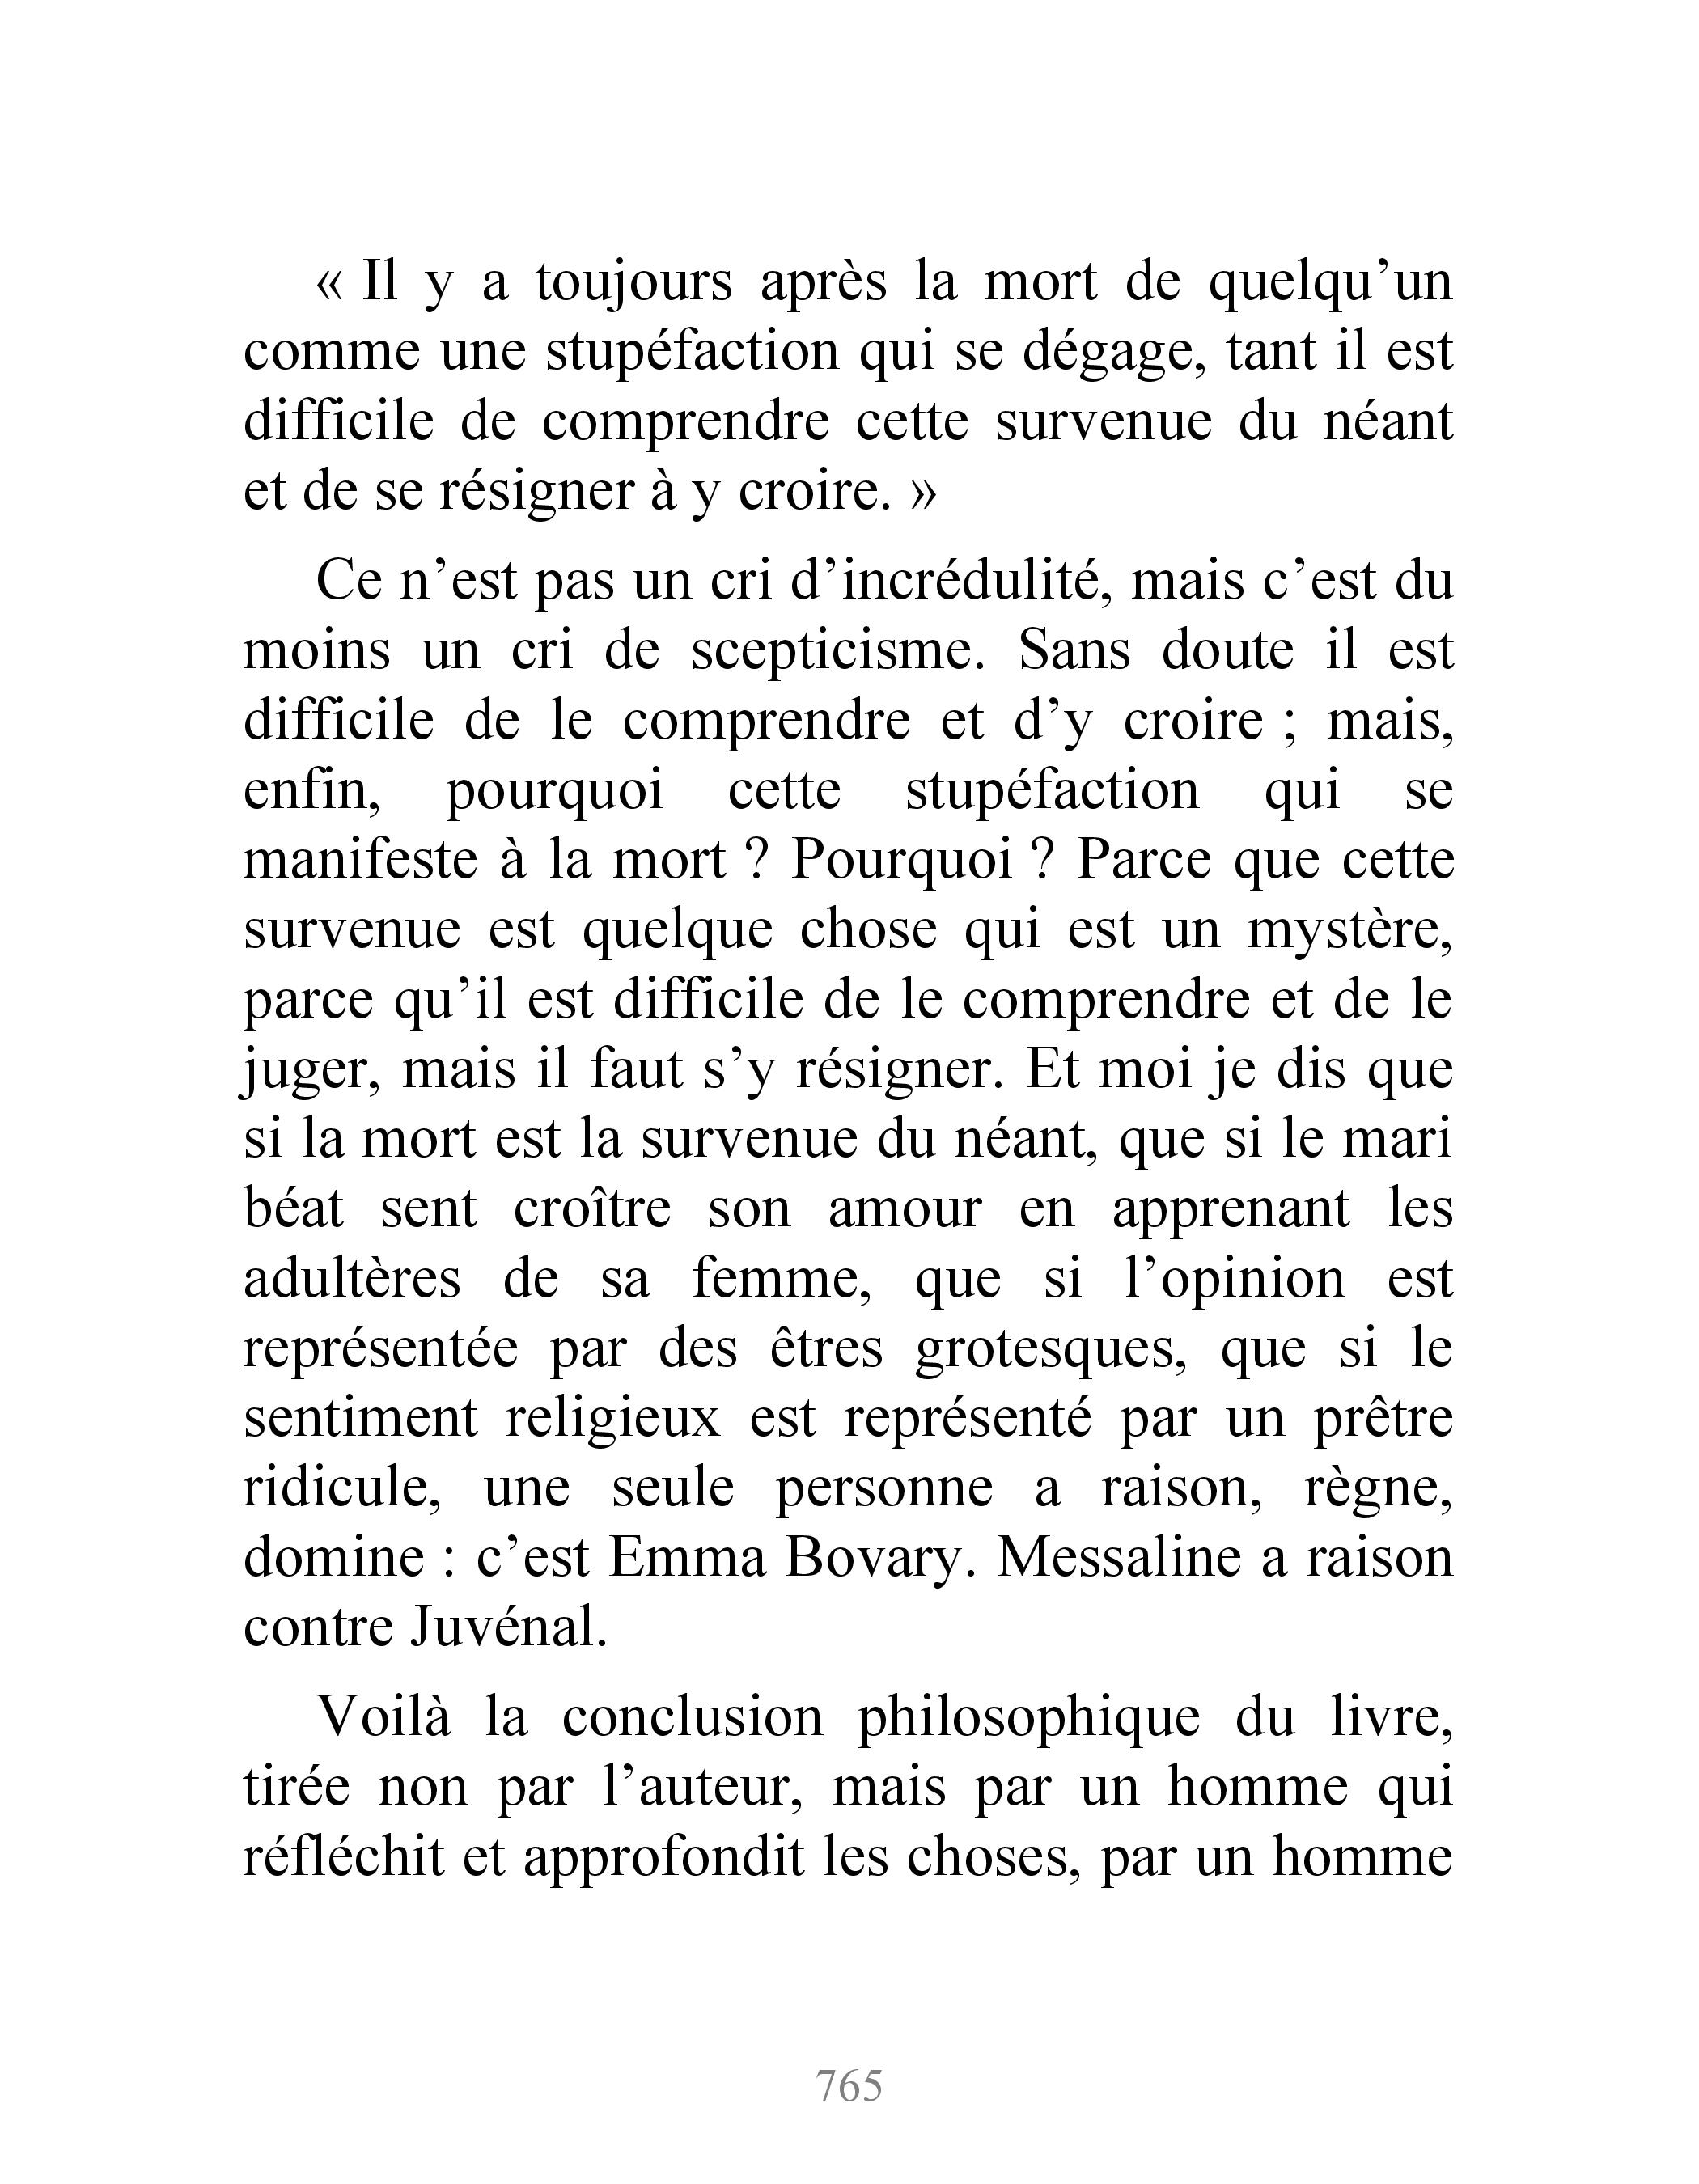 « Il y a toujours après la mort de quelqu’un
comme une stupéfaction qui se dégage, tant il est
difficile de comprendre cette survenue du néant
et de se résigner à y croire. »
Ce n’est pas un cri d’incrédulité, mais c’est du
moins un cri de scepticisme. Sans doute il est
difficile de le comprendre et d’y croire ; mais,
enfin, pourquoi cette stupéfaction qui se
manifeste à la mort ? Pourquoi ? Parce que cette
survenue est quelque chose qui est un mystère,
parce qu’il est difficile de le comprendre et de le
juger, mais il faut s’y résigner. Et moi je dis que
si la mort est la survenue du néant, que si le mari
béat sent croître son amour en apprenant les
adultères de sa femme, que si l’opinion est
représentée par des êtres grotesques, que si le
sentiment religieux est représenté par un prêtre
ridicule, une seule personne a raison, règne,
domine : c’est Emma Bovary. Messaline a raison
contre Juvénal.
Voilà la conclusion philosophique du livre,
tirée non par l’auteur, mais par un homme qui
réfléchit et approfondit les choses, par un homme
765